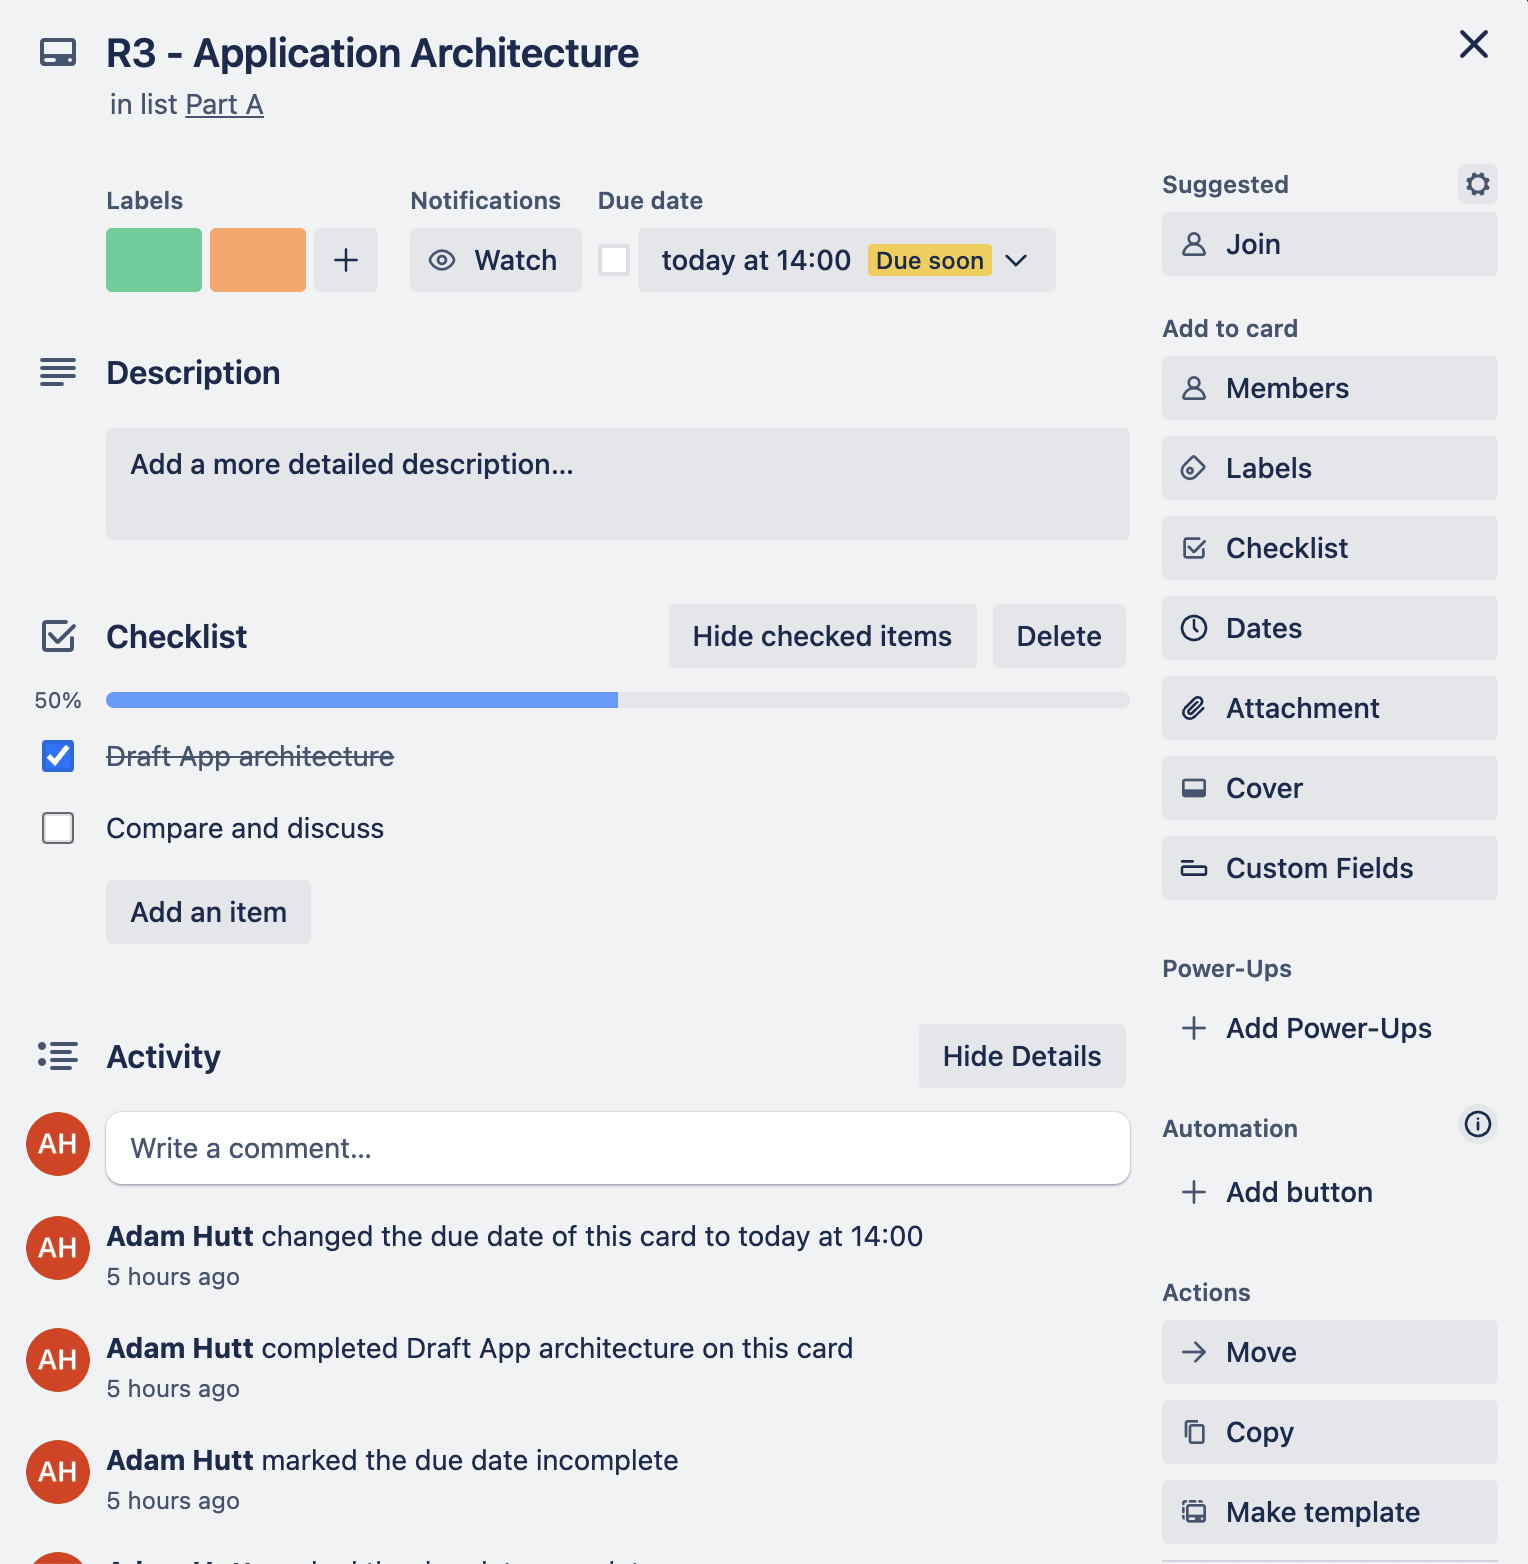 R3 - Application Architecture
in list Part A
Labels
Notifications
Due date
Watch
today at 14:00 Due soon
Description
Add a more detailed description...
Checklist
Hide checked items
Delete
50%
Draft App architecture
Compare and discuss
Add an item
Activity
Hide Details
AH
Write a comment...
AH
Adam Hutt changed the due date of this card to today at 14:00
5 hours ago
AH
Adam Hutt completed Draft App architecture on this card
5 hours ago
AH
Adam Hutt marked the due date incomplete
5 hours ago
Suggested
Join
Add to card
Members
Labels
Checklist
Dates
Attachment
Cover
Custom Fields
Power-Ups
Add Power-Ups
Automation
Add button
Actions
Move
Copy
Make template